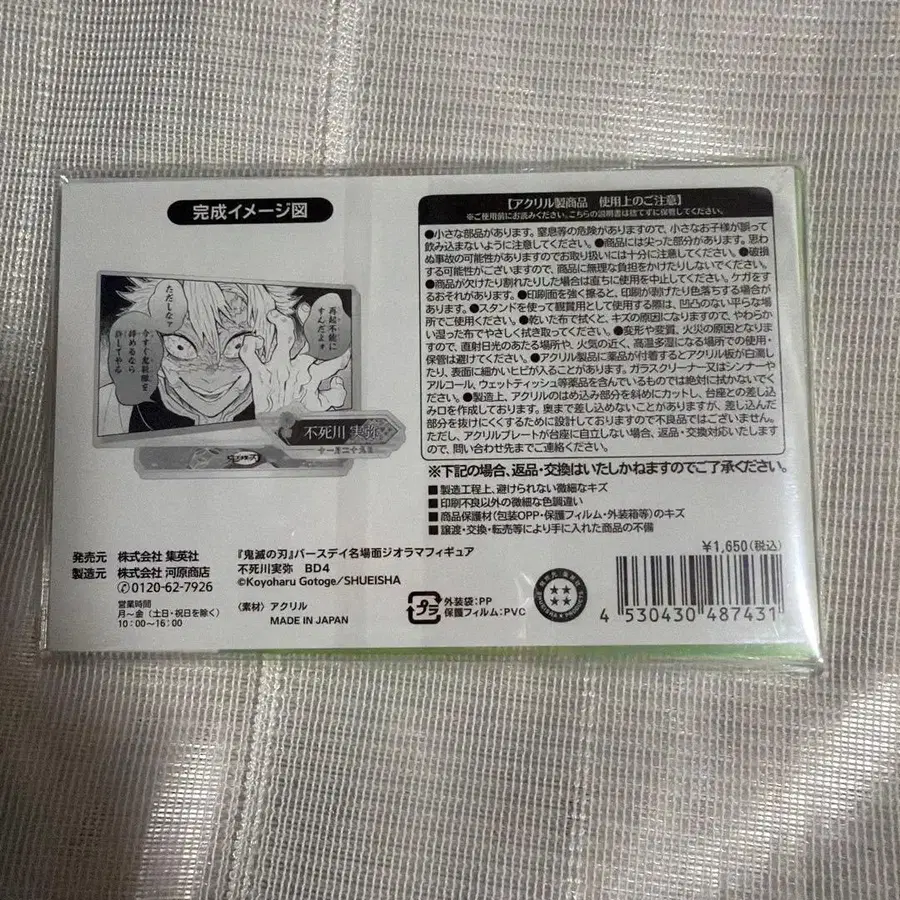 完成イメージ図
再起不能に
すんだよォ
ただしなァ
今すぐ鬼殺隊を
辞めるなら
許してやる
不死川 実弥
十一月二十九日
【アクリル製商品 使用上のご注意】
※ご使用前にお読みください。こちらの説明書は捨てずに保管してください。
●小さな部品があります。窒息等の危険がありますので、小さなお子様が誤って
飲み込まないように注意してください。●商品には尖った部分があります。思わ
ぬ事故の可能性がありますのでお取り扱いには十分に注意してください。●破損
する可能性がございますので、商品に無理な負担をかけたりしないでください。
●商品が欠けたり割れたりした場合は直ちに使用を中止してください。ケガをす
るおそれがあります。●印刷面を強く擦ると、印刷が剥げたり色落ちする場合が
あります。●スタンドを使って観賞用として使用する際は、凹凸のない平らな場
所でご使用ください。●乾いた布で拭くと、キズの原因になりますので、やわらか
い湿った布でやさしく拭き取ってください。●変形や変質、火災の原因となりま
すので、直射日光のあたる場所や、火気の近く、高温多湿になる場所での使用・
保管は避けてください。●アクリル製品に薬品が付着するとアクリル板が白濁し
たり、表面に細かいヒビが入ることがあります。ガラスクリーナー又はシンナーや
アルコール、ウェットティッシュ等薬品を含んでいるものでは絶対に拭かないでくだ
さい。●製造上、アクリルのはめ込み部分を斜めにカットし、台座との差し込
み口を作成しております。奥まで差し込めないことがありますが、差し込んだ
部分を抜けにくくするために設計しておりますので不良品ではございません。
ただし、アクリルプレートが台座に自立しない場合、返品・交換対応いたしま
すので、問い合わせ先までご連絡ください。
※下記の場合、返品・交換はいたしかねますのでご了承ください。
■製造工程上、避けられない微細なキズ
■印刷不良以外の微細な色調違い
■商品保護材(包装OPP・保護フィルム・外装箱等)のキズ
■譲渡・交換・転売等により手に入れた商品の不備
発売元 株式会社 集英社
製造元 株式会社 河原商店
✆0120-62-7926
営業時間
月〜金 (土日・祝日を除く)
10:00〜16:00
『鬼滅の刃』バースデイ名場面ジオラマフィギュア
不死川実弥 BD4
©Koyoharu Gotoge/SHUEISHA
〈素材〉アクリル
MADE IN JAPAN
プラ
外装袋:PP
保護フィルム:PVC
¥1,650(税込)
4 530430 487431